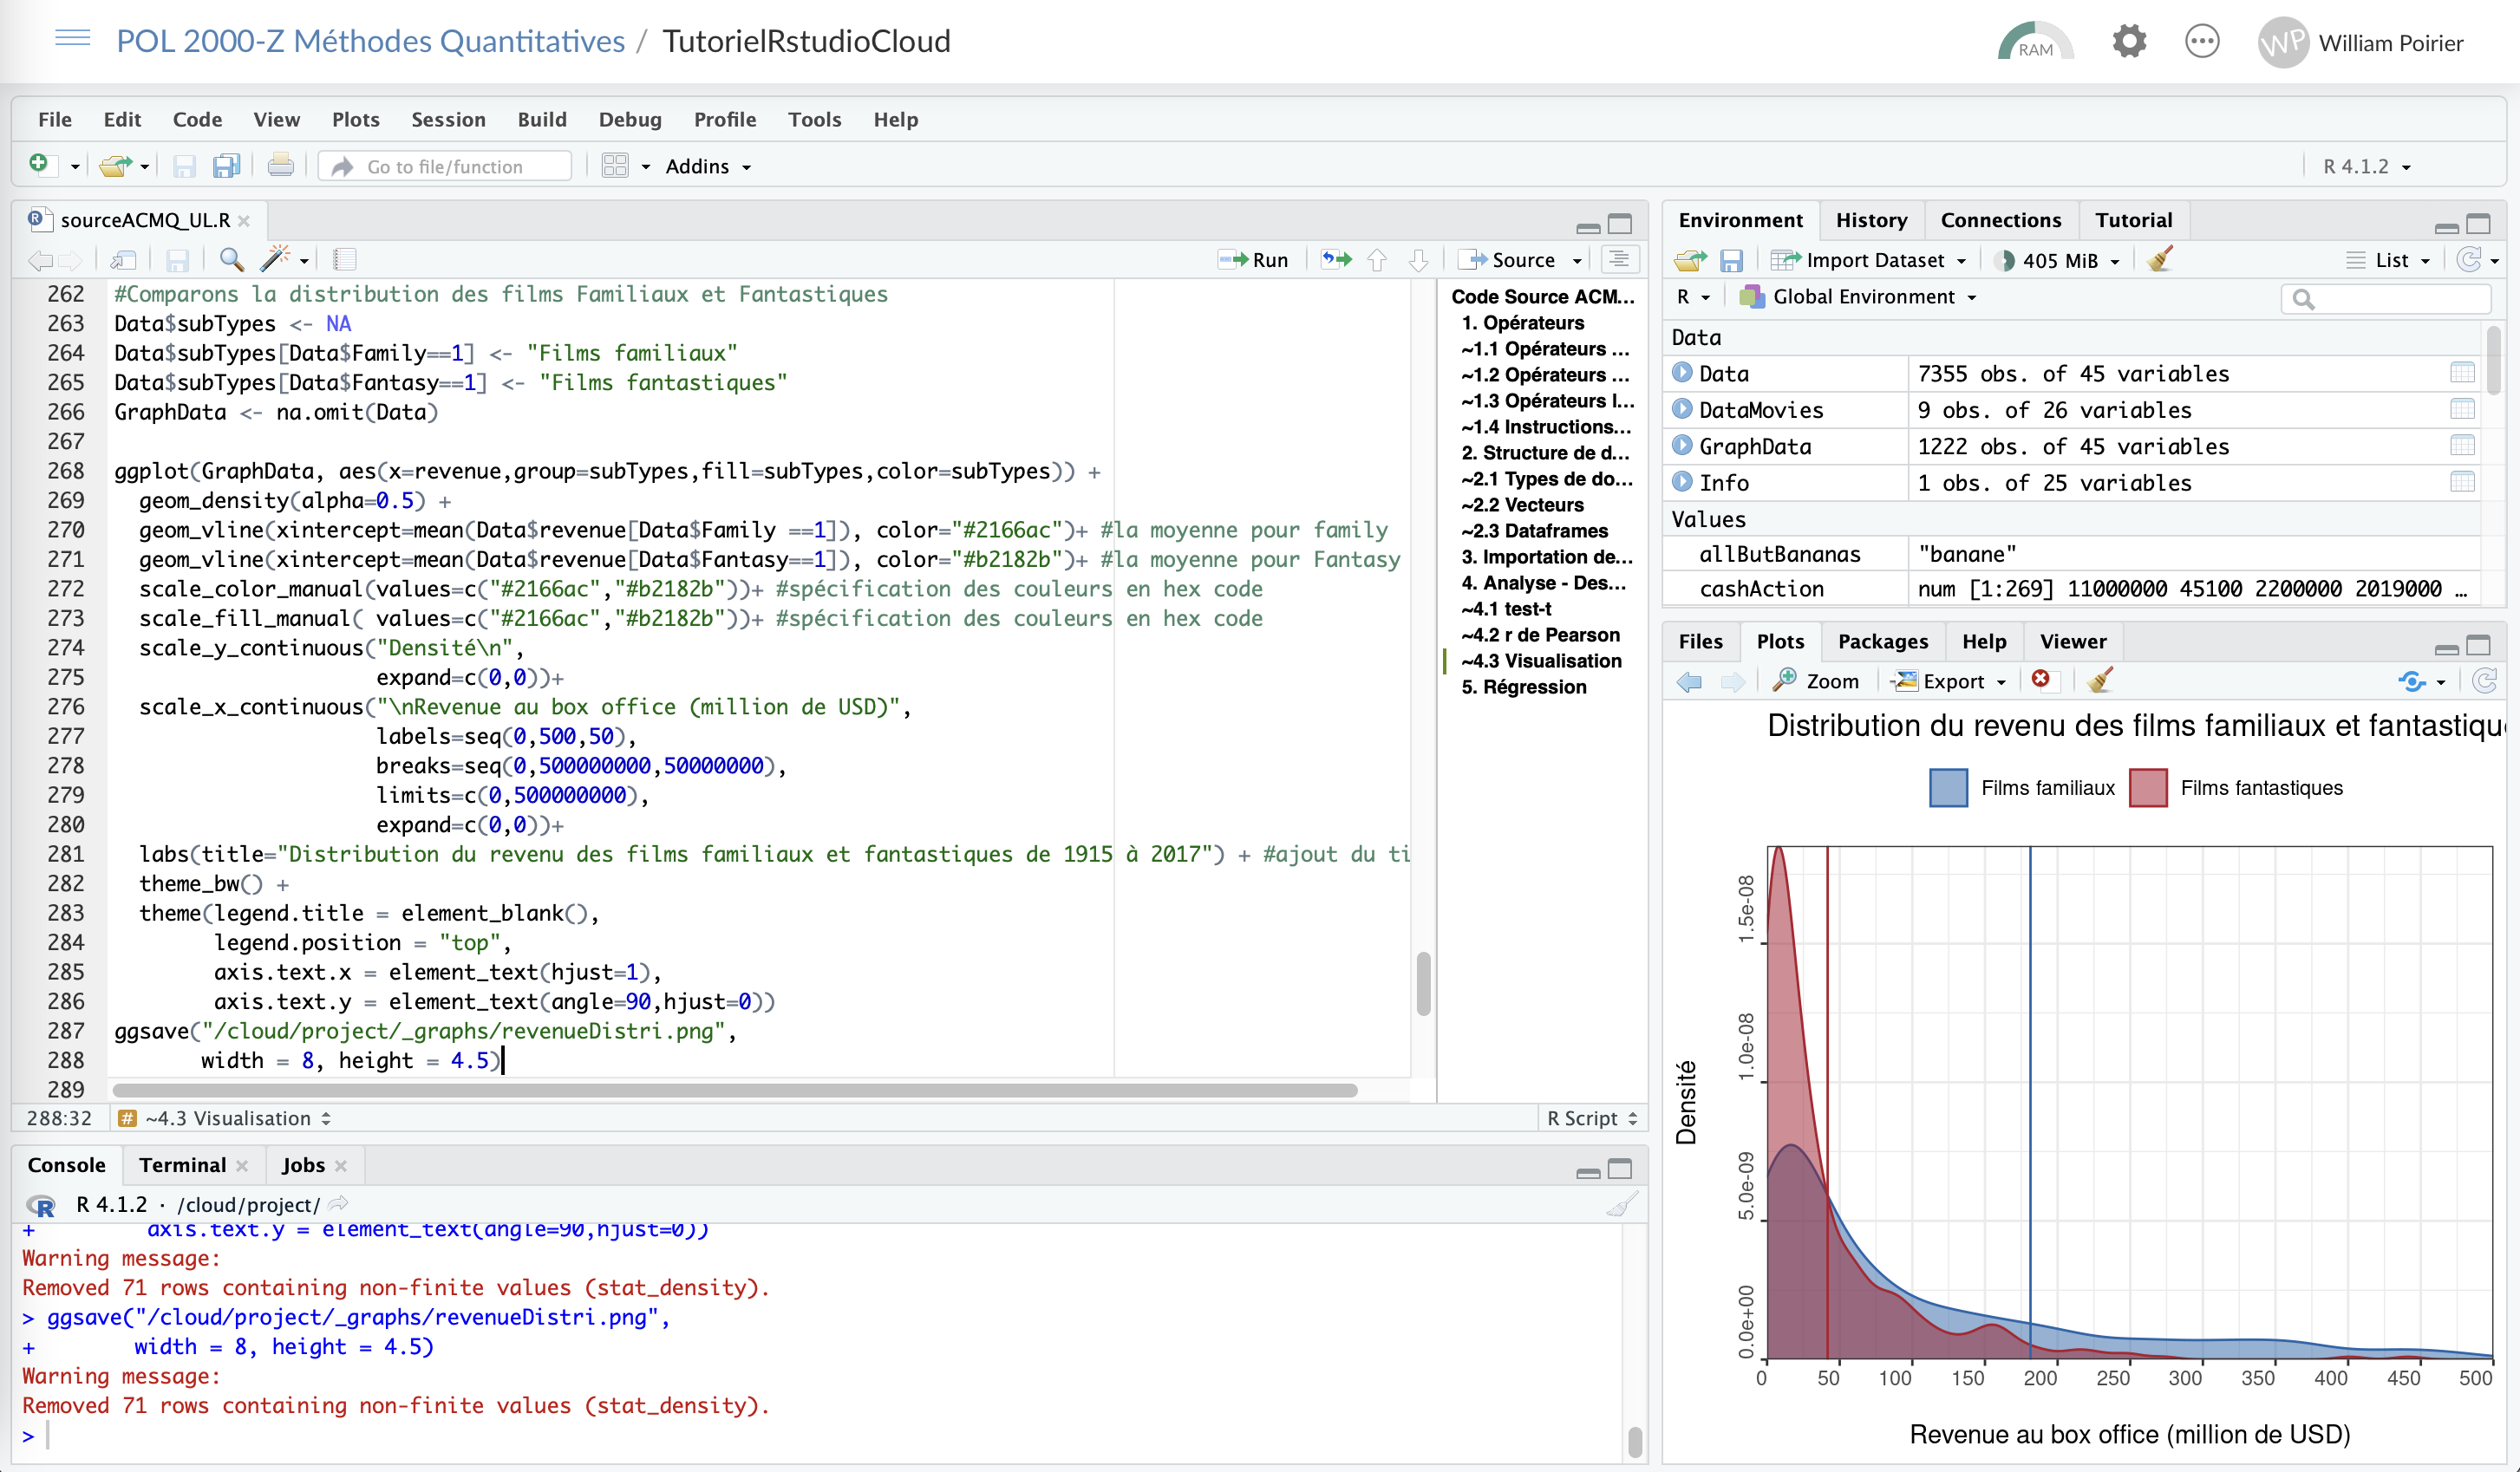 POL 2000-Z Méthodes Quantitatives / TutorielRstudioCloud
RAM
WP William Poirier
File Edit Code View Plots Session Build Debug Profile Tools Help
Go to file/function
Addins
R 4.1.2
sourceACMQ_UL.R
Run
Source
262 #Comparons la distribution des films Familiaux et Fantastiques
263 Data$subTypes <- NA
264 Data$subTypes[Data$Family==1] <- "Films familiaux"
265 Data$subTypes[Data$Fantasy==1] <- "Films fantastiques"
266 GraphData <- na.omit(Data)
267
268 ggplot(GraphData, aes(x=revenue,group=subTypes,fill=subTypes,color=subTypes)) +
269 geom_density(alpha=0.5) +
270 geom_vline(xintercept=mean(Data$revenue[Data$Family ==1]), color="#2166ac")+ #la moyenne pour family
271 geom_vline(xintercept=mean(Data$revenue[Data$Fantasy==1]), color="#b2182b")+ #la moyenne pour Fantasy
272 scale_color_manual(values=c("#2166ac","#b2182b"))+ #spécification des couleurs en hex code
273 scale_fill_manual( values=c("#2166ac","#b2182b"))+ #spécification des couleurs en hex code
274 scale_y_continuous("Densité\n",
275 expand=c(0,0))+
276 scale_x_continuous("\nRevenue au box office (million de USD)",
277 labels=seq(0,500,50),
278 breaks=seq(0,500000000,50000000),
279 limits=c(0,500000000),
280 expand=c(0,0))+
281 labs(title="Distribution du revenu des films familiaux et fantastiques de 1915 à 2017") + #ajout du ti
282 theme_bw() +
283 theme(legend.title = element_blank(),
284 legend.position = "top",
285 axis.text.x = element_text(hjust=1),
286 axis.text.y = element_text(angle=90,hjust=0))
287 ggsave("/cloud/project/_graphs/revenueDistri.png",
288 width = 8, height = 4.5)
289
288:32 # ~4.3 Visualisation
R Script
Code Source ACM...
1. Opérateurs
~1.1 Opérateurs ...
~1.2 Opérateurs ...
~1.3 Opérateurs l...
~1.4 Instructions...
2. Structure de d...
~2.1 Types de do...
~2.2 Vecteurs
~2.3 Dataframes
3. Importation de...
4. Analyse - Des...
~4.1 test-t
~4.2 r de Pearson
~4.3 Visualisation
5. Régression
Console Terminal Jobs
R 4.1.2 · /cloud/project/
+ axis.text.y = element_text(angle=90,hjust=0))
Warning message:
Removed 71 rows containing non-finite values (stat_density).
> ggsave("/cloud/project/_graphs/revenueDistri.png",
+ width = 8, height = 4.5)
Warning message:
Removed 71 rows containing non-finite values (stat_density).
>
Environment History Connections Tutorial
Import Dataset 405 MiB List
R Global Environment
Data
Data 7355 obs. of 45 variables
DataMovies 9 obs. of 26 variables
GraphData 1222 obs. of 45 variables
Info 1 obs. of 25 variables
Values
allButBananas "banane"
cashAction num [1:269] 11000000 45100 2200000 2019000 …
Files Plots Packages Help Viewer
Zoom Export
Distribution du revenu des films familiaux et fantastiqu
Films familiaux Films fantastiques
Densité
1.5e-08
1.0e-08
5.0e-09
0.0e+00
0 50 100 150 200 250 300 350 400 450 500
Revenue au box office (million de USD)